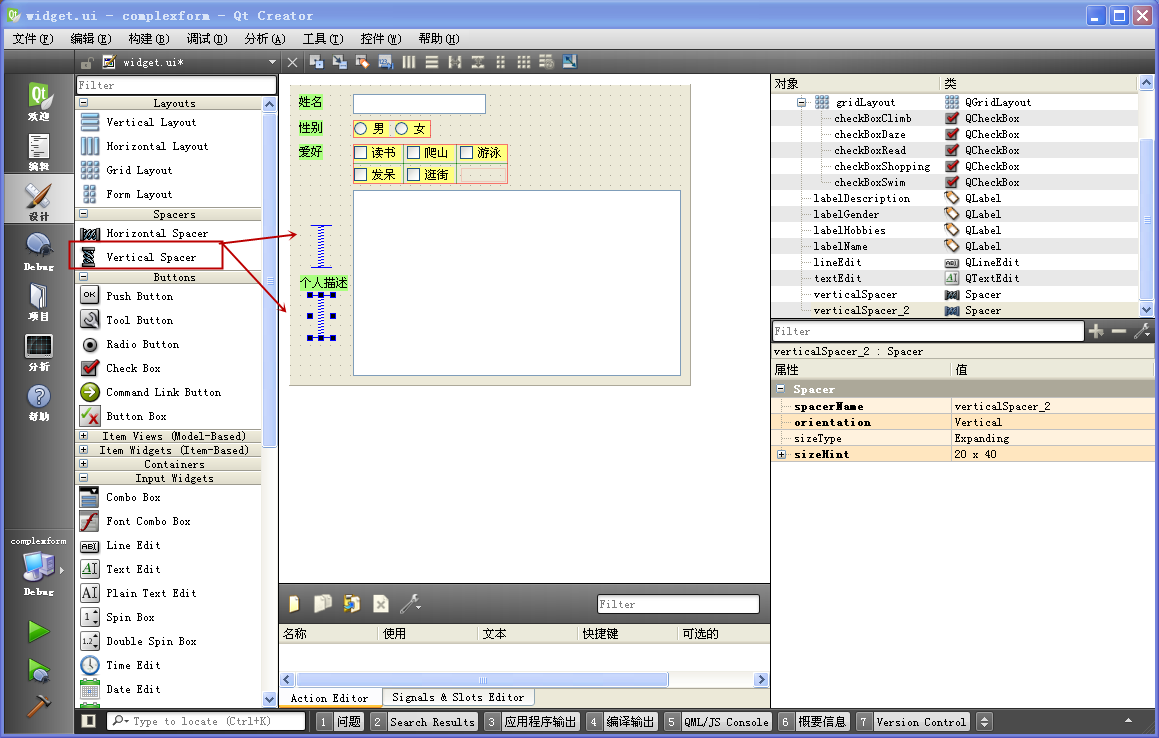 widget.ui - complexform - Qt Creator
文件(F) 编辑(E) 构建(B) 调试(D) 分析(A) 工具(T) 控件(W) 帮助(H)
widget.ui*
欢迎
编辑
设计
Debug
项目
分析
帮助
complexform
Debug
Filter
Layouts
Vertical Layout
Horizontal Layout
Grid Layout
Form Layout
Spacers
Horizontal Spacer
Vertical Spacer
Buttons
OK Push Button
Tool Button
Radio Button
Check Box
Command Link Button
Button Box
Item Views (Model-Based)
Item Widgets (Item-Based)
Containers
Input Widgets
Combo Box
Font Combo Box
ABI Line Edit
AI Text Edit
AI Plain Text Edit
1 Spin Box
1.2 Double Spin Box
Time Edit
Date Edit
姓名
性别 男 女
爱好 读书 爬山 游泳
发呆 逛街
个人描述
Filter
名称 使用 文本 快捷键 可选的
Action Editor Signals & Slots Editor
对象 类
gridLayout QGridLayout
checkBoxClimb QCheckBox
checkBoxDaze QCheckBox
checkBoxRead QCheckBox
checkBoxShopping QCheckBox
checkBoxSwim QCheckBox
labelDescription QLabel
labelGender QLabel
labelHobbies QLabel
labelName QLabel
lineEdit ABI QLineEdit
textEdit AI QTextEdit
verticalSpacer Spacer
verticalSpacer_2 Spacer
Filter
verticalSpacer_2 : Spacer
属性 值
Spacer
spacerName verticalSpacer_2
orientation Vertical
sizeType Expanding
sizeHint 20 x 40
Type to locate (Ctrl+K) 1 问题 2 Search Results 3 应用程序输出 4 编译输出 5 QML/JS Console 6 概要信息 7 Version Control